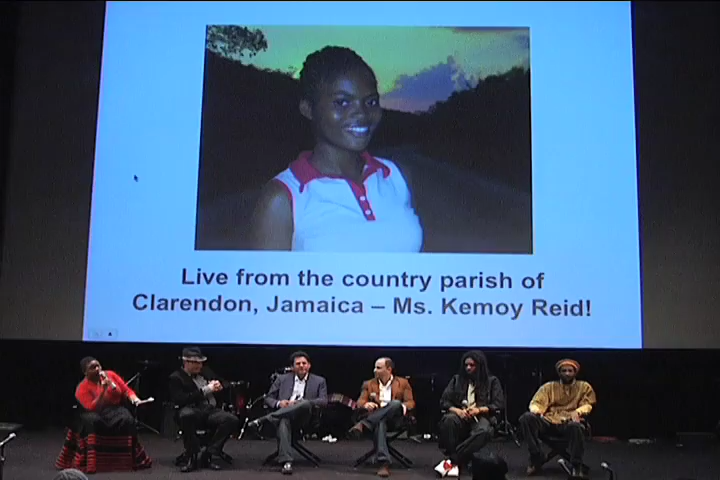 Live from the country parish of
Clarendon, Jamaica – Ms. Kemoy Reid!